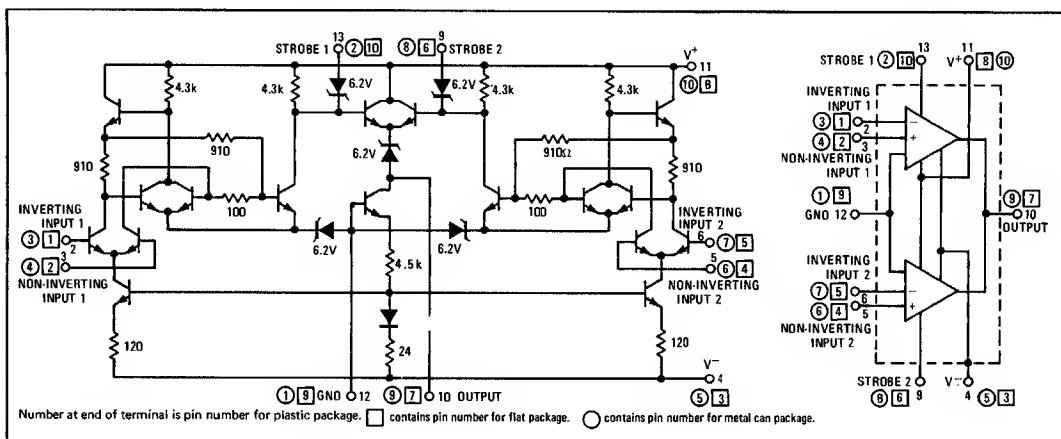 13
STROBE 1 ② 10
9
⑧ 6 STROBE 2
V+
11
⑩ 8
4.3k
4.3k
6.2V
6.2V
4.3k
4.3k
6.2V
910
910
910Ω
910
100
100
INVERTING
INPUT 1
③ 1
2
3
④ 2
NON-INVERTING
INPUT 1
6.2V
6.2V
INVERTING
INPUT 2
6
⑦ 5
5
⑥ 4
NON-INVERTING
INPUT 2
4.5k
120
24
120
V−
4
⑤ 3
① 9 GND 12
⑨ 7 10 OUTPUT
Number at end of terminal is pin number for plastic package. □ contains pin number for flat package. ○ contains pin number for metal can package.
13
STROBE 1 ② 10
11
V+ 8 ⑩
INVERTING
INPUT 1
③ 1
2
④ 2
3
NON-INVERTING
INPUT 1
−
+
① 9
GND 12
⑨ 7
10
OUTPUT
INVERTING
INPUT 2
⑦ 5
6
⑥ 4
5
NON-INVERTING
INPUT 2
−
+
STROBE 2
⑧ 6 9
V−
4 ⑤ 3